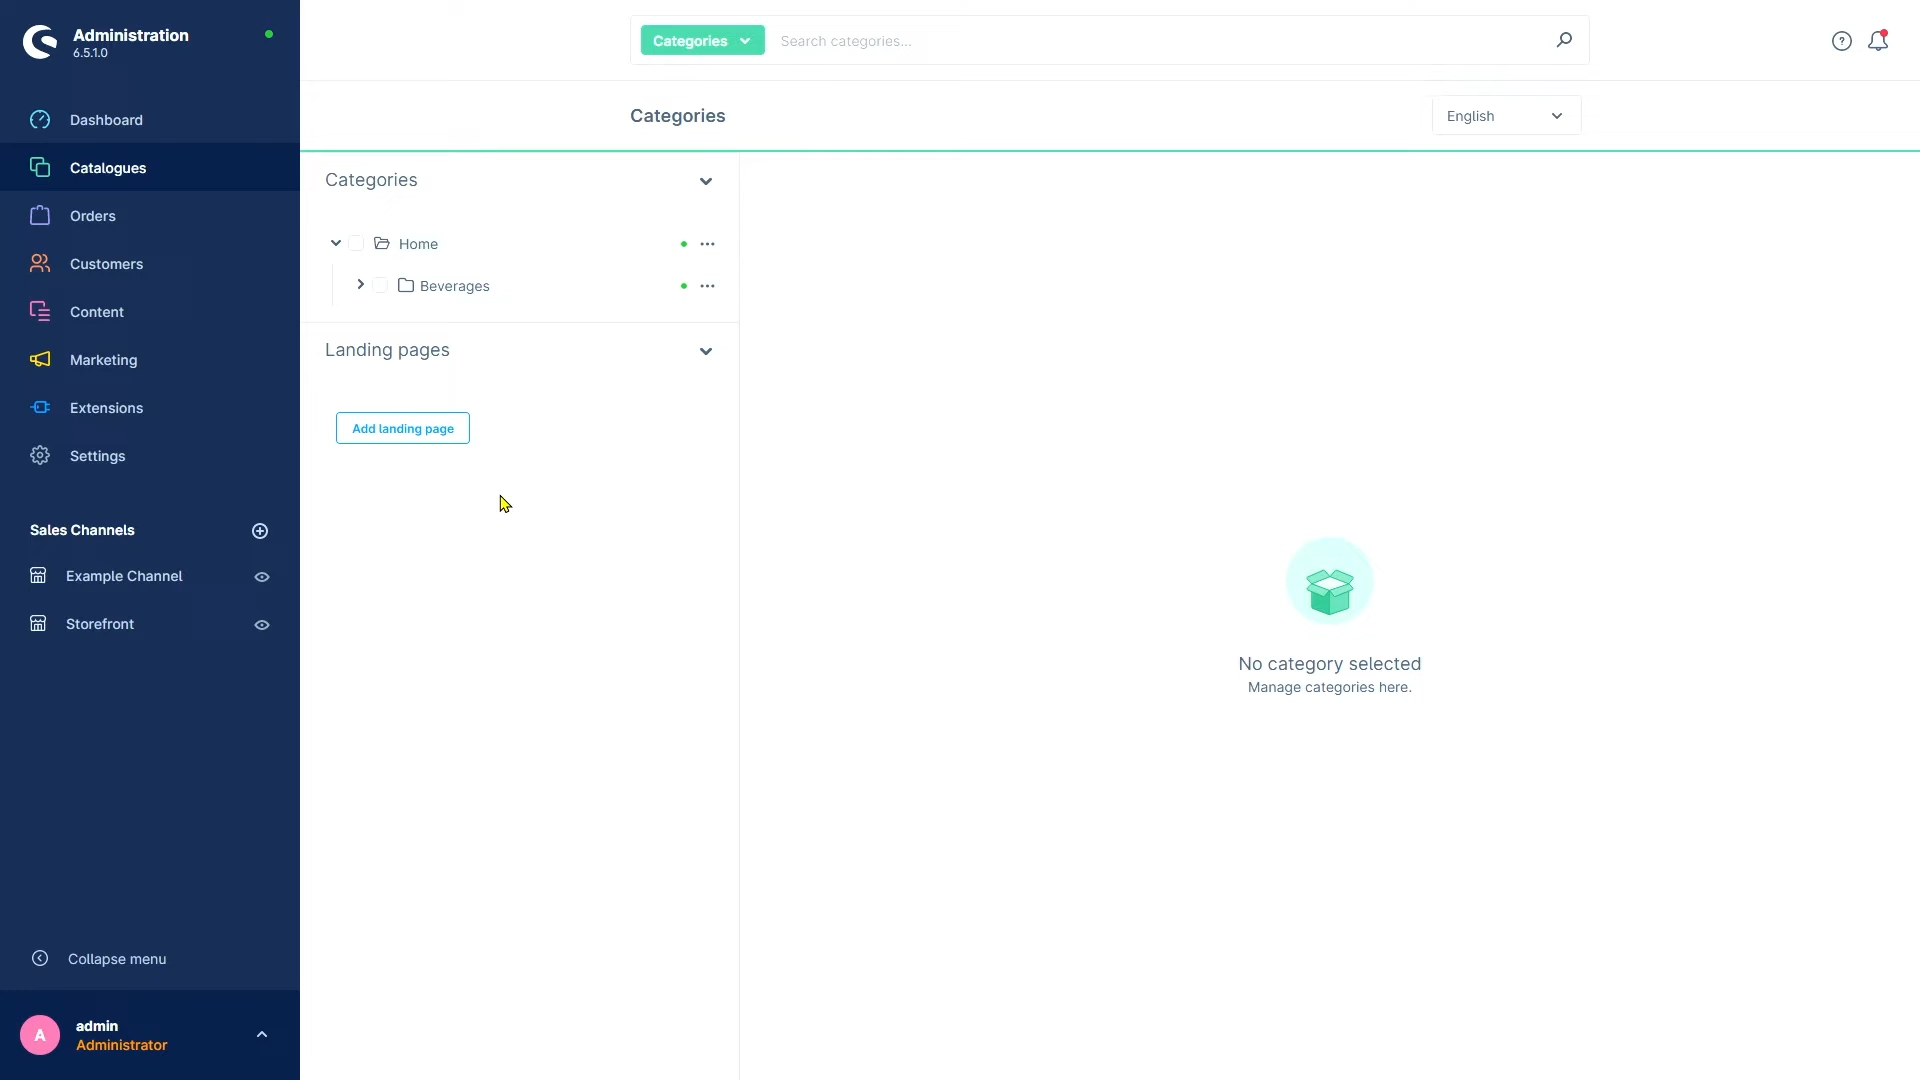 Administration
6.5.1.0
Dashboard
Catalogues
Orders
Customers
Content
Marketing
Extensions
Settings
Sales Channels
Example Channel
Storefront
Collapse menu
A
admin
Administrator
Categories
Search categories...
Categories
English
Categories
Home
Beverages
Landing pages
Add landing page
No category selected
Manage categories here.